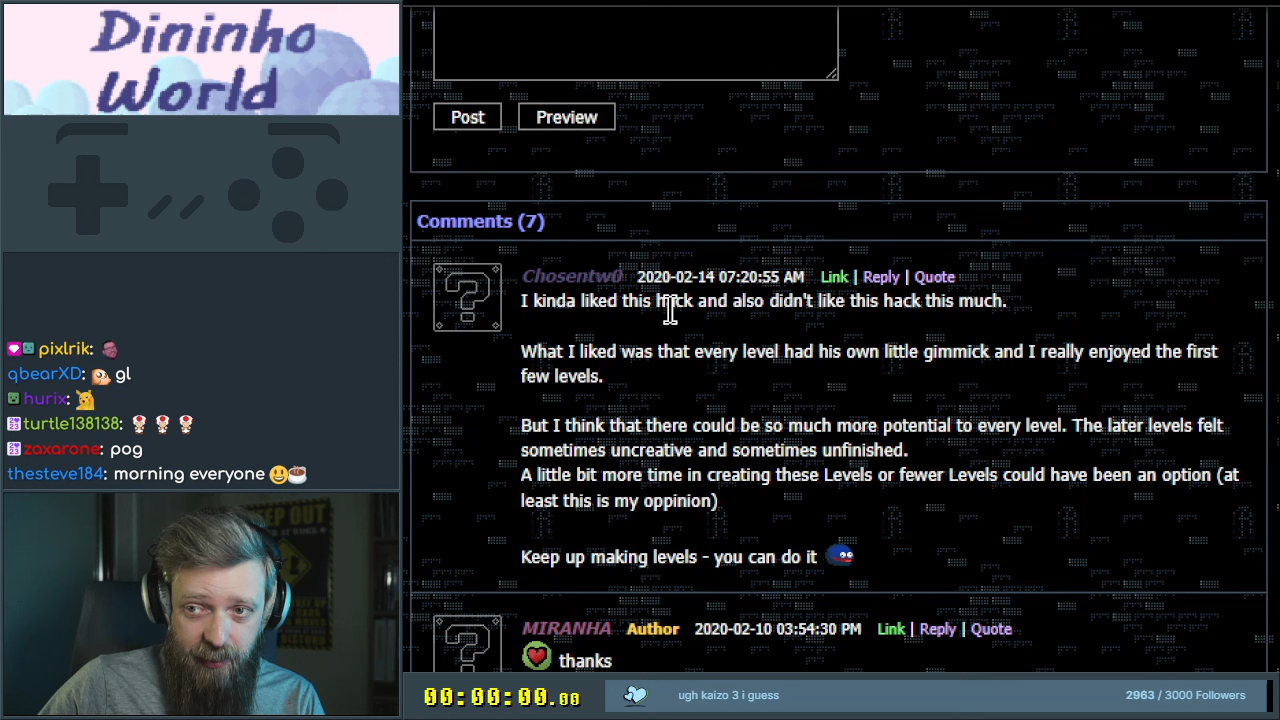 Dininho
World
Post
Preview
Comments (7)
Chosentw0 2020-02-14 07:20:55 AM Link | Reply | Quote
I kinda liked this hack and also didn't like this hack this much.
What I liked was that every level had his own little gimmick and I really enjoyed the first
few levels.
But I think that there could be so much more potential to every level. The later levels felt
sometimes uncreative and sometimes unfinished.
A little bit more time in creating these Levels or fewer Levels could have been an option (at
least this is my oppinion)
Keep up making levels - you can do it
MIRANHA Author 2020-02-10 03:54:30 PM Link | Reply | Quote
thanks
pixlrik:
qbearXD: gl
hurix:
turtle138138:
zaxarone: pog
thesteve184: morning everyone
KEEP OUT
00:00:00.00
ugh kaizo 3 i guess
2963 / 3000 Followers